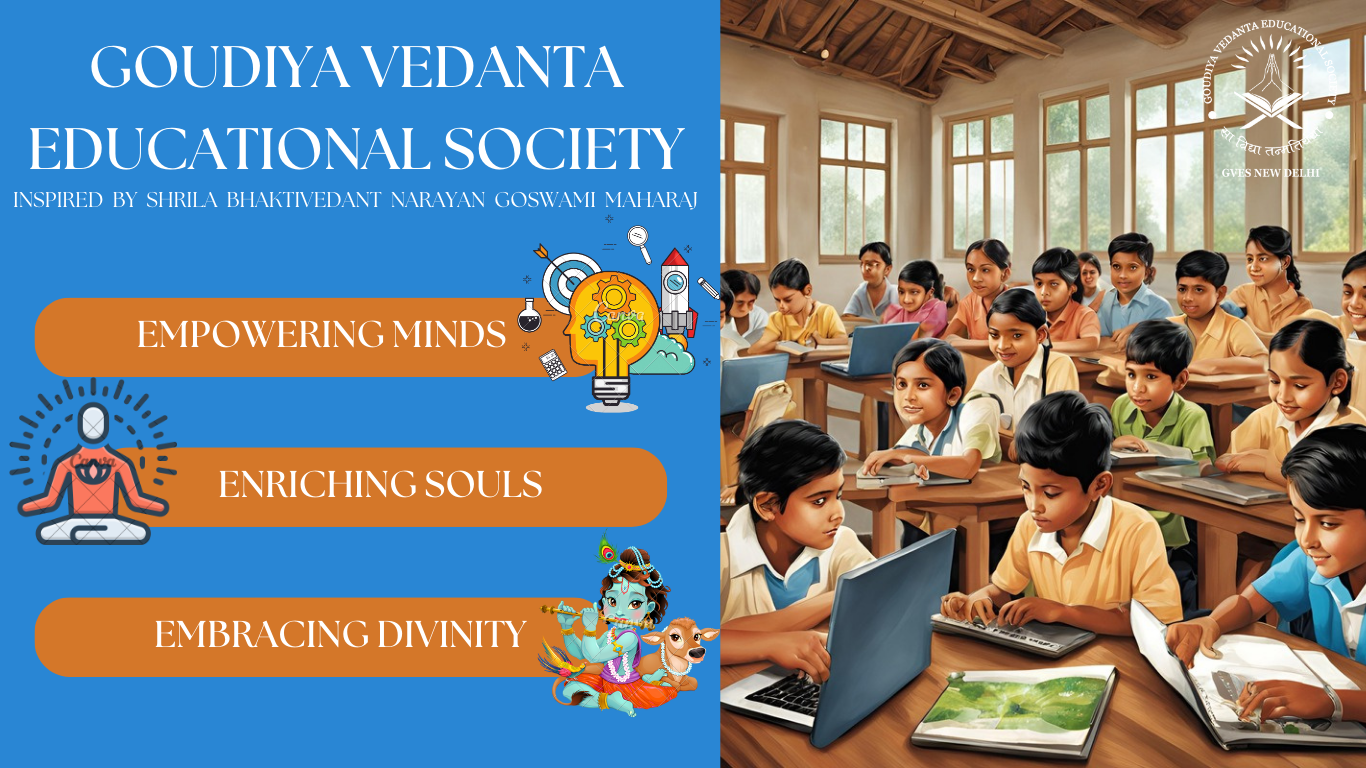 GOUDIYA VEDANTA
EDUCATIONAL SOCIETY
INSPIRED BY SHRILA BHAKTIVEDANT NARAYAN GOSWAMI MAHARAJ
EMPOWERING MINDS
ENRICHING SOULS
EMBRACING DIVINITY
GOUDIYA VEDANTA EDUCATIONAL SOCIETY
सा विद्या
GVES NEW DELHI